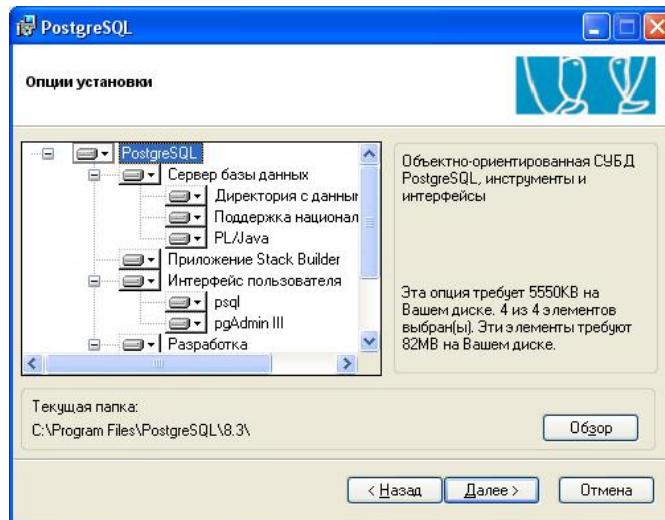 PostgreSQL
Опции установки
PostgreSQL
Сервер базы данных
Директория с данны
Поддержка национал
PL/Java
Приложение Stack Builder
Интерфейс пользователя
psql
pgAdmin III
Разработка
Объектно-ориентированная СУБД
PostgreSQL, инструменты и
интерфейсы
Эта опция требует 5550KB на
Вашем диске. 4 из 4 элементов
выбран(ы). Эти элементы требуют
82MB на Вашем диске.
Текущая папка:
C:\Program Files\PostgreSQL\8.3\
Обзор
< Назад
Далее >
Отмена